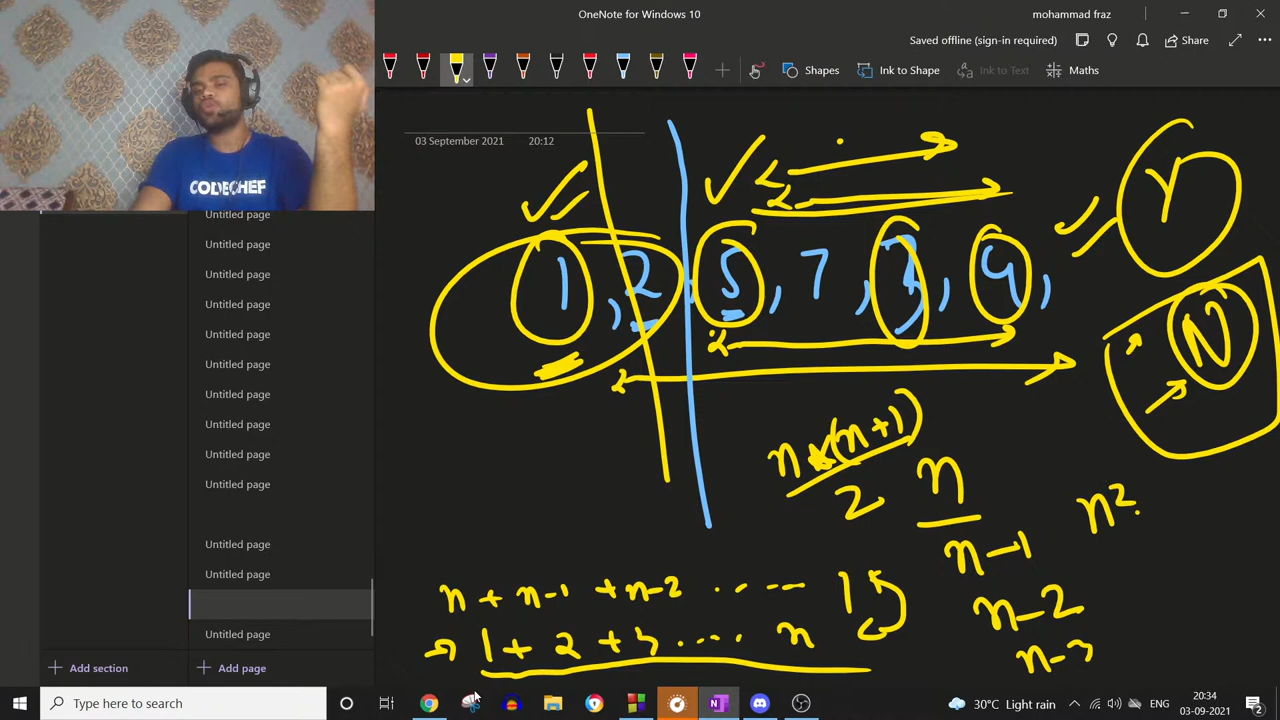 OneNote for Windows 10
mohammad fraz
Saved offline (sign-in required)
Share
Shapes
Ink to Shape
Ink to Text
Maths
CODECHEF
03 September 2021 20:12
Y
1, 2, 5, 7, 7, 9,
N
n*(n+1)
2
n
n-1
n²
n-2
n-3
n + n-1 + n-2 ... --- 1
1 + 2 + 3 .... n
Untitled page
Untitled page
Untitled page
Untitled page
Untitled page
Untitled page
Untitled page
Untitled page
Untitled page
Untitled page
Untitled page
Untitled page
Untitled page
Add section
Add page
Type here to search
30°C Light rain
ENG
20:34
03-09-2021
2